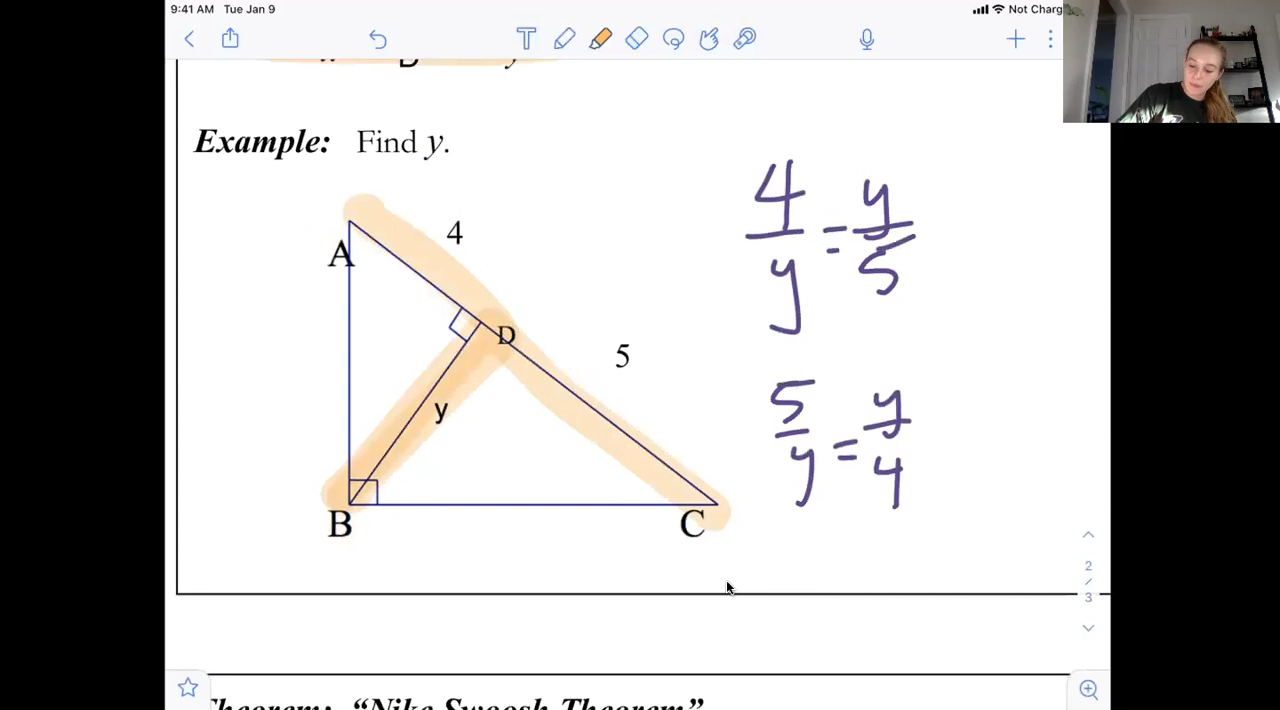 9:41 AM Tue Jan 9
Not Charg
Example: Find y.
4
A
D
5
y
B
C
4/y = y/5
5/y = y/4
2
/
3
Theorem: "Nike Swoosh Theorem"